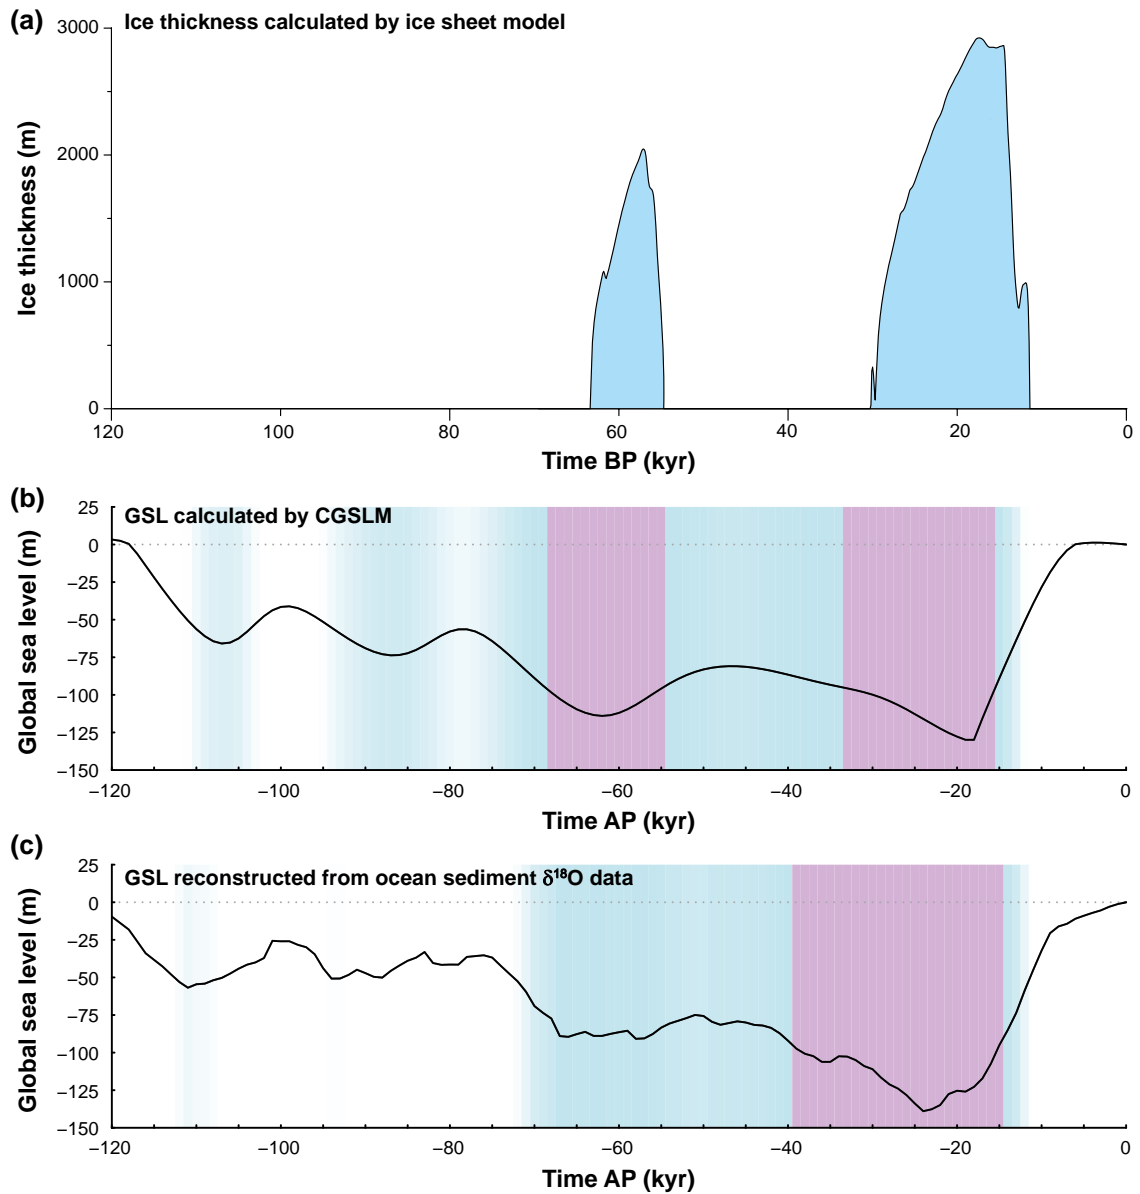 (a)
Ice thickness calculated by ice sheet model
3000
2000
1000
0
Ice thickness (m)
120 100 80 60 40 20 0
Time BP (kyr)
(b)
GSL calculated by CGSLM
25
0
−25
−50
−75
−100
−125
−150
Global sea level (m)
−120 −100 −80 −60 −40 −20 0
Time AP (kyr)
(c)
GSL reconstructed from ocean sediment δ¹⁸O data
25
0
−25
−50
−75
−100
−125
−150
Global sea level (m)
−120 −100 −80 −60 −40 −20 0
Time AP (kyr)